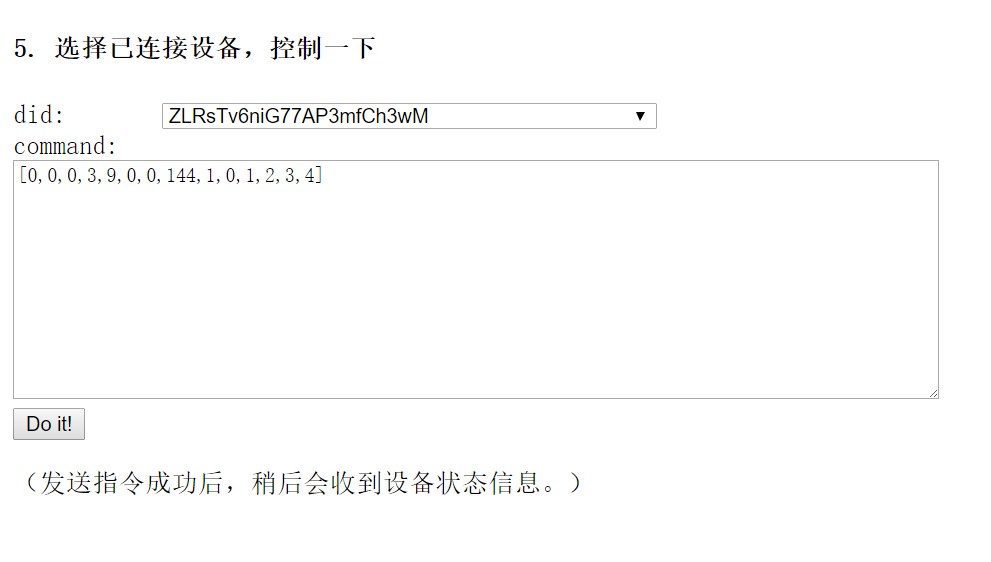 5. 选择已连接设备，控制一下
did: ZLRsTv6niG77AP3mfCh3wM
command:
[0,0,0,3,9,0,0,144,1,0,1,2,3,4]
Do it!
（发送指令成功后，稍后会收到设备状态信息。）